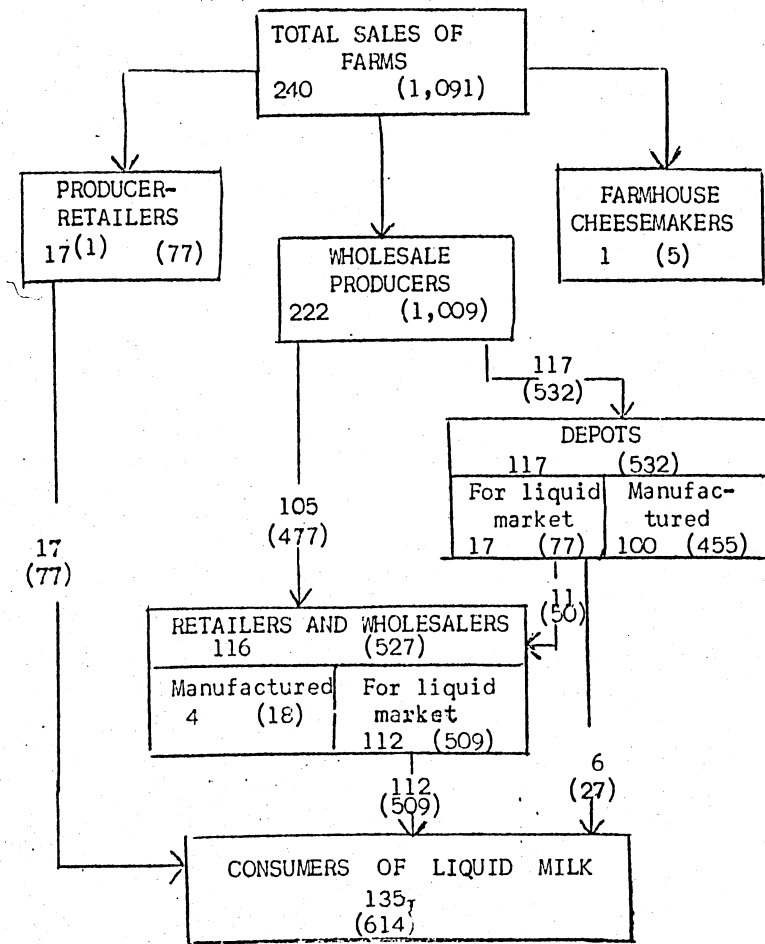 TOTAL SALES OF
FARMS
240 (1,091)
PRODUCER-
RETAILERS
17(1) (77)
FARMHOUSE
CHEESEMAKERS
1 (5)
WHOLESALE
PRODUCERS
222 (1,009)
117
(532)
DEPOTS
117 (532)
For liquid
market
17 (77)
Manufac-
tured
100 (455)
105
(477)
17
(77)
11
(50)
RETAILERS AND WHOLESALERS
116 (527)
Manufactured
4 (18)
For liquid
market
112 (509)
112
(509)
6
(27)
CONSUMERS OF LIQUID MILK
135
(614)